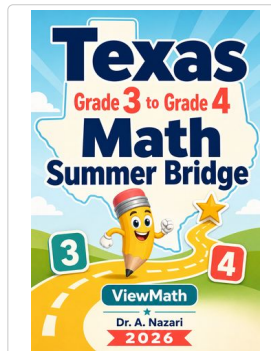 Texas
Grade 3 to Grade 4
Math
Summer Bridge
3
4
ViewMath
Dr. A. Nazari
2026